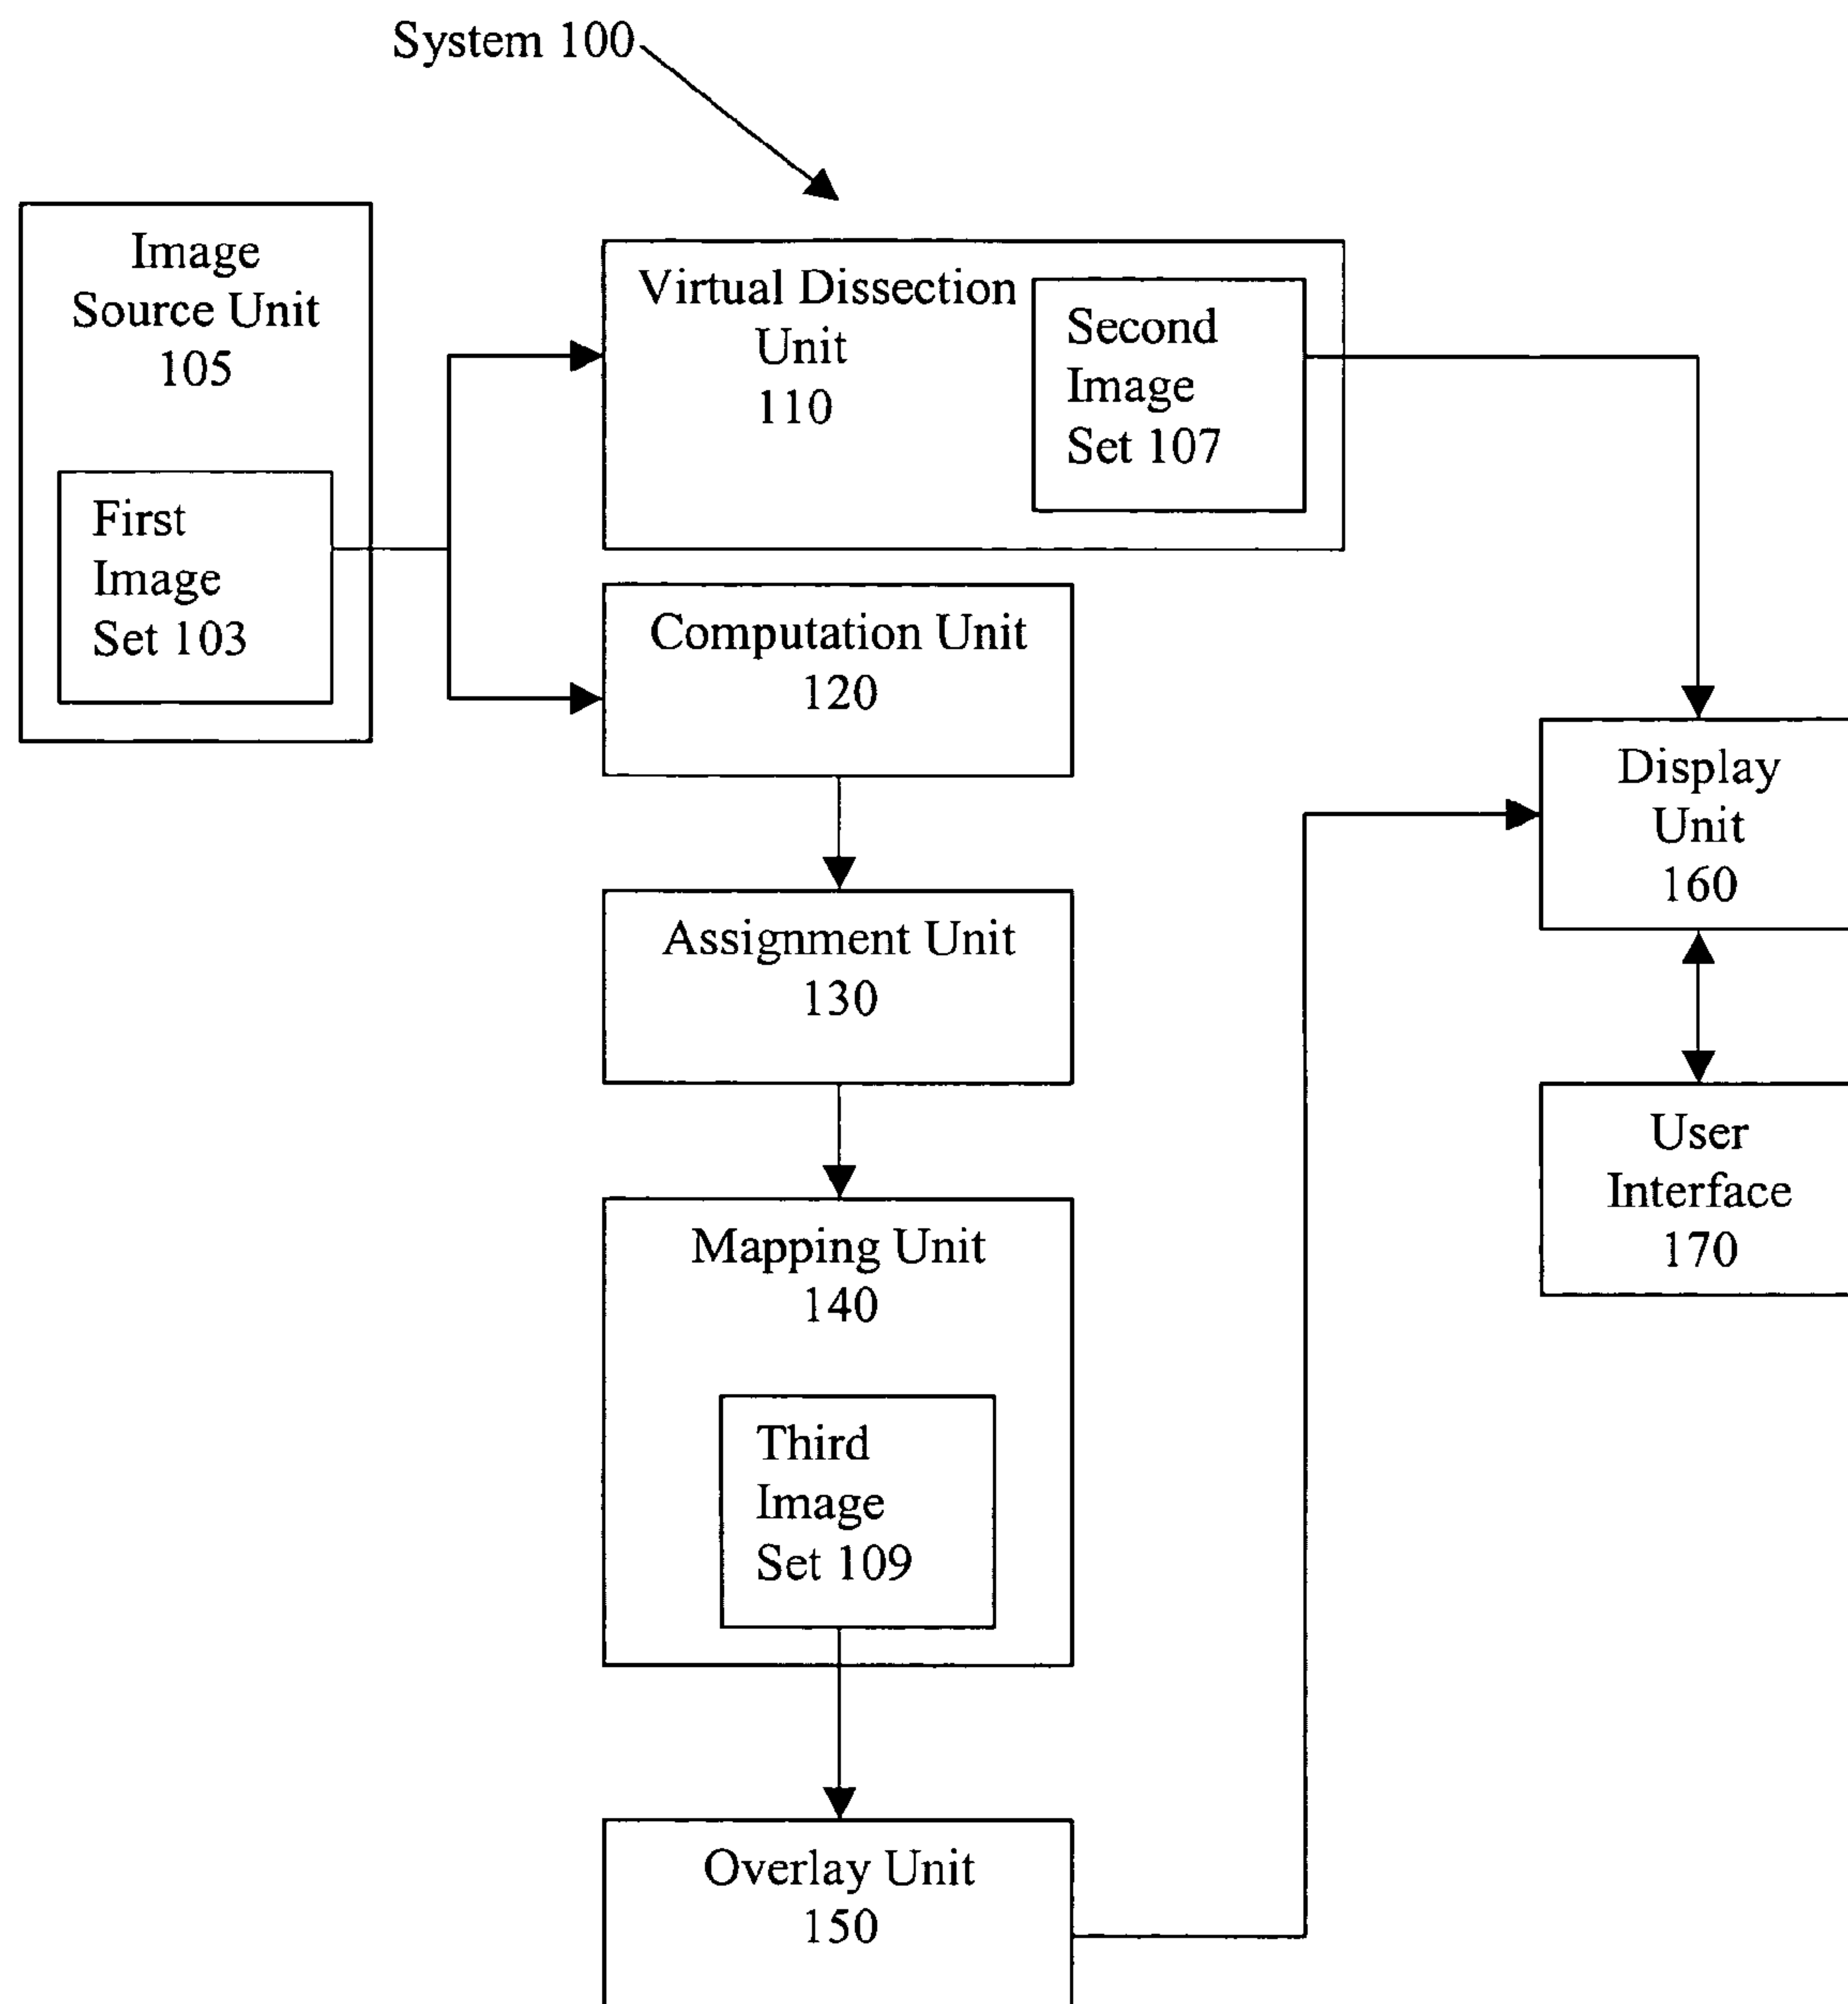 System 100
Image
Source Unit
105
First
Image
Set 103
Virtual Dissection
Unit
110
Second
Image
Set 107
Computation Unit
120
Assignment Unit
130
Mapping Unit
140
Third
Image
Set 109
Overlay Unit
150
Display
Unit
160
User
Interface
170